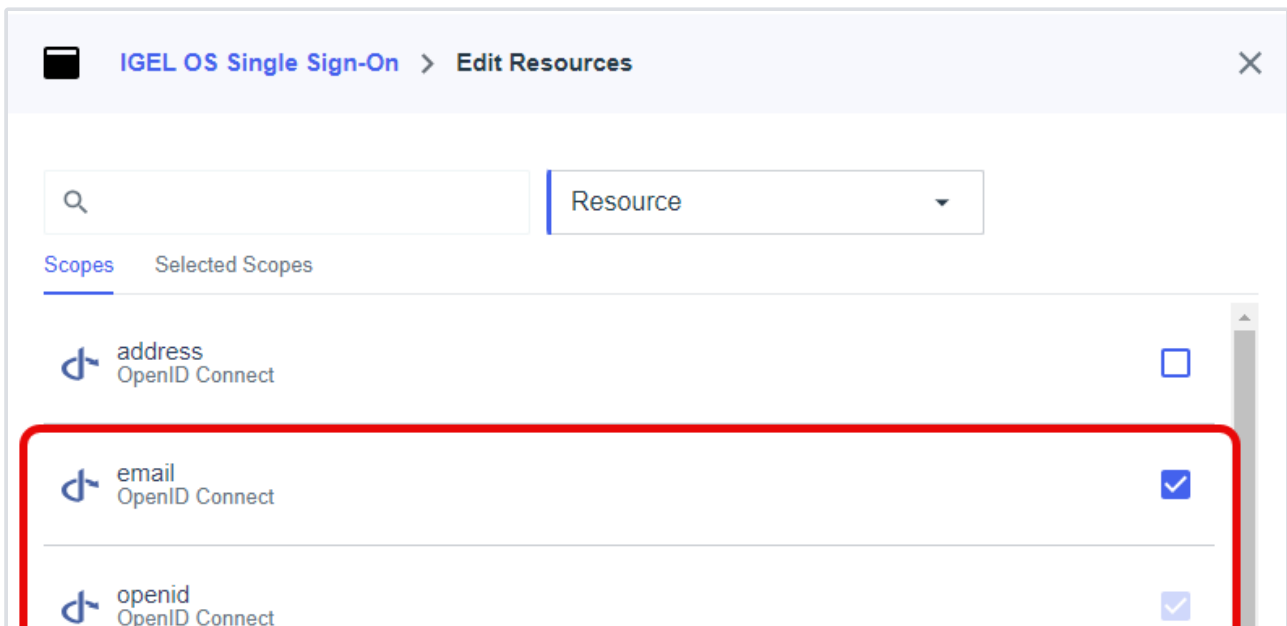 IGEL OS Single Sign-On > Edit Resources
Resource
Scopes Selected Scopes
address
OpenID Connect
email
OpenID Connect
openid
OpenID Connect